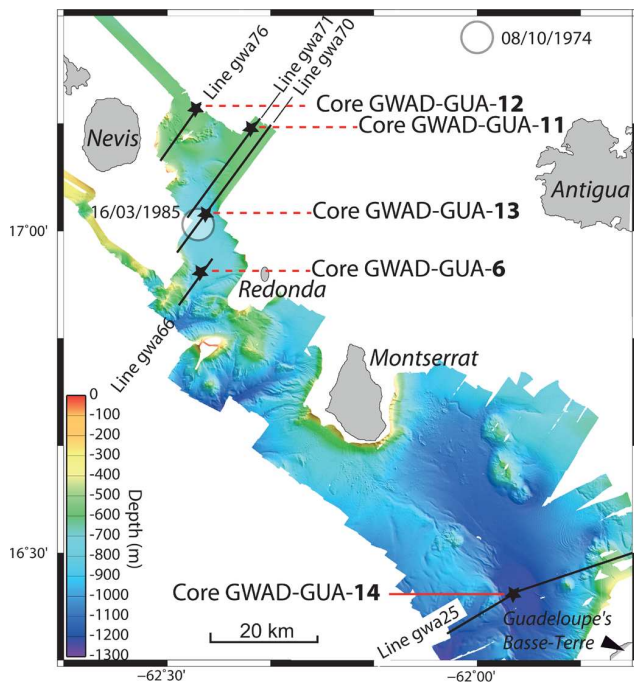 08/10/1974
Line gwa76
Line gwa71
Line gwa70
Core GWAD-GUA-12
Core GWAD-GUA-11
Nevis
Antigua
16/03/1985
Core GWAD-GUA-13
17°00'
Core GWAD-GUA-6
Redonda
Line gwa66
Montserrat
0
-100
-200
-300
-400
-500
-600
-700
-800
-900
-1000
-1100
-1200
-1300
Depth (m)
16°30'
Core GWAD-GUA-14
Line gwa25
Guadeloupe's
Basse-Terre
20 km
−62°30'
−62°00'